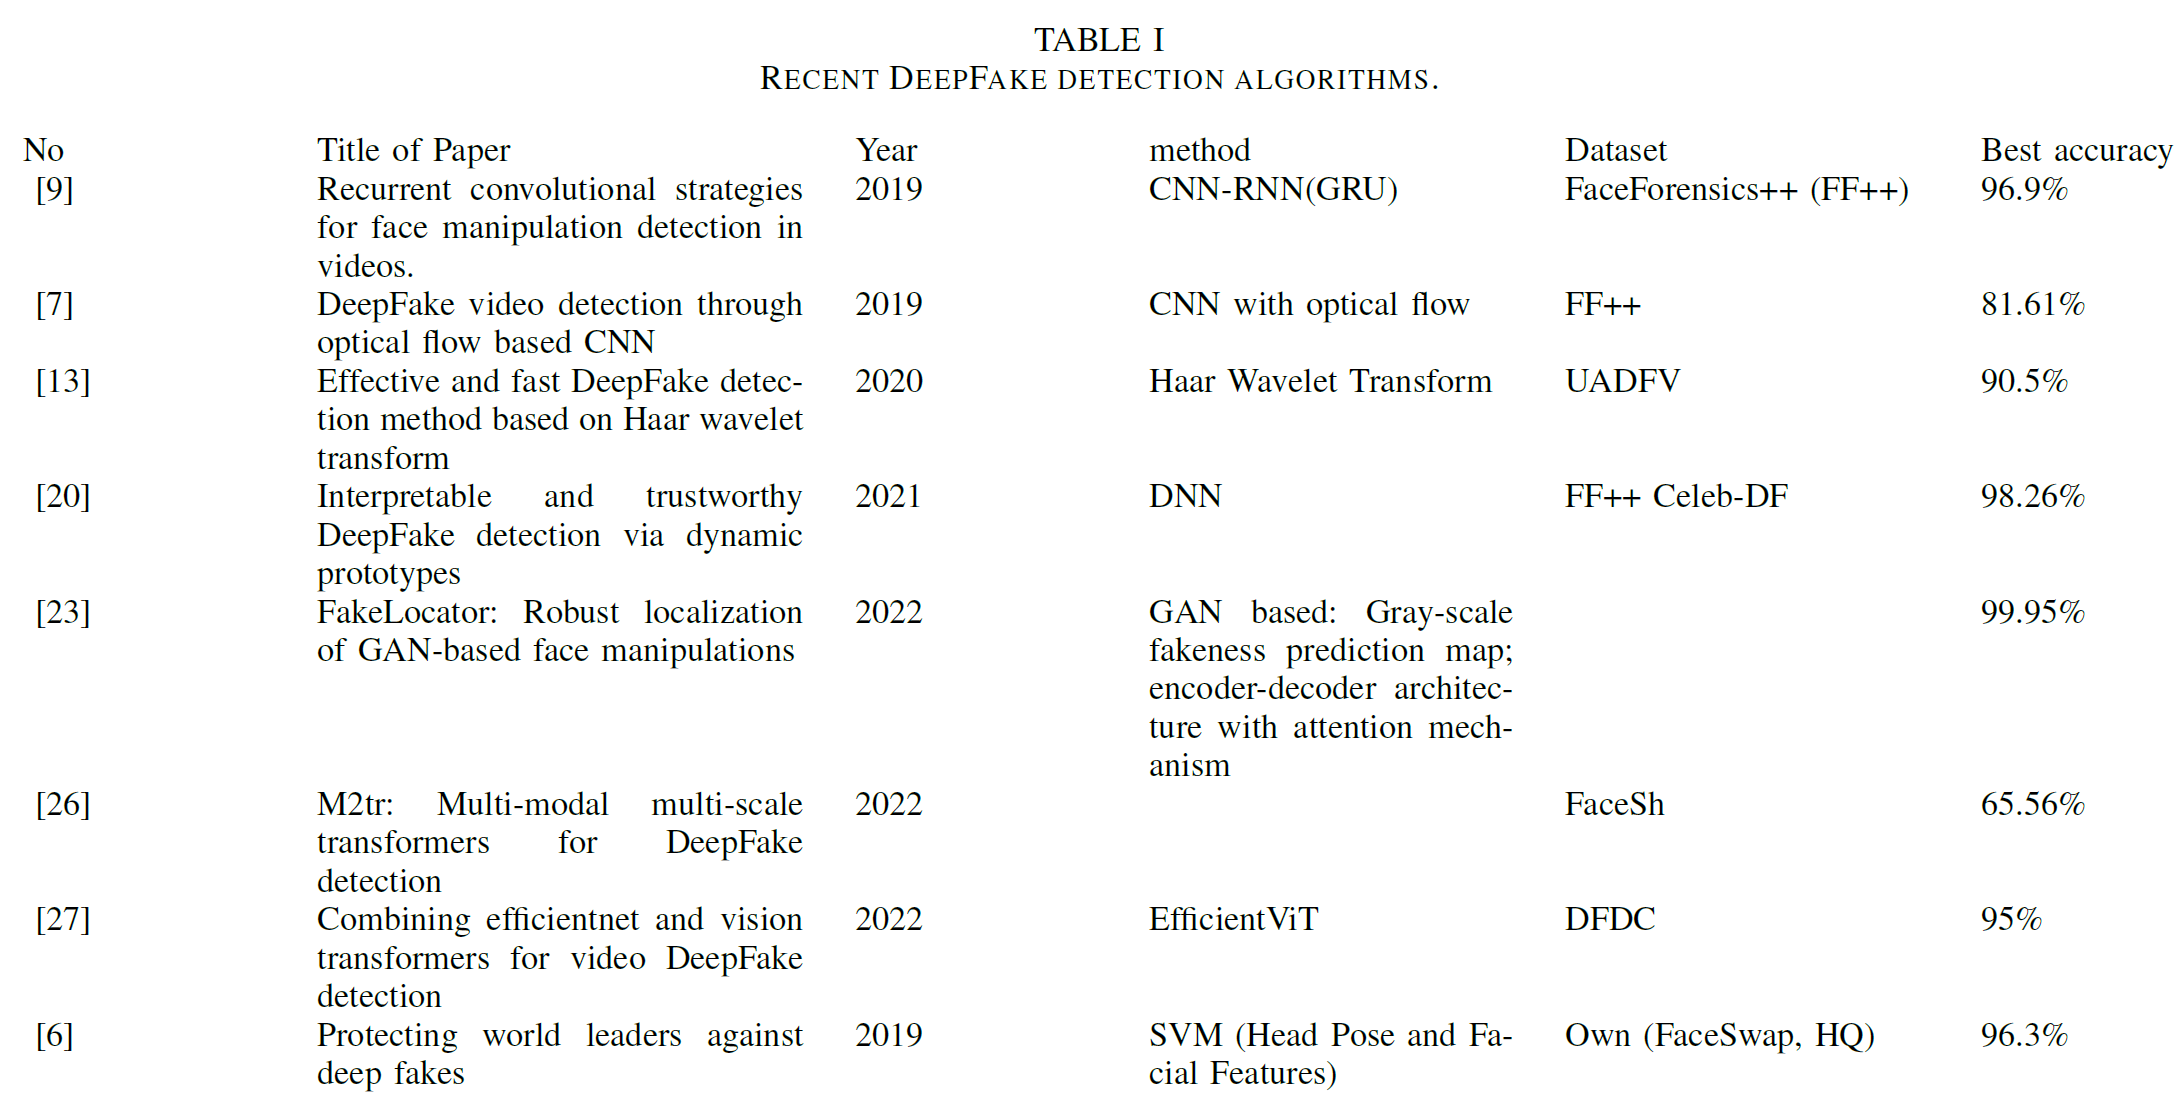 TABLE I
RECENT DEEPFAKE DETECTION ALGORITHMS.
No Title of Paper Year method Dataset Best accuracy
[9] Recurrent convolutional strategies 2019 CNN-RNN(GRU) FaceForensics++ (FF++) 96.9%
for face manipulation detection in
videos.
[7] DeepFake video detection through 2019 CNN with optical flow FF++ 81.61%
optical flow based CNN
[13] Effective and fast DeepFake detec- 2020 Haar Wavelet Transform UADFV 90.5%
tion method based on Haar wavelet
transform
[20] Interpretable and trustworthy 2021 DNN FF++ Celeb-DF 98.26%
DeepFake detection via dynamic
prototypes
[23] FakeLocator: Robust localization 2022 GAN based: Gray-scale 99.95%
of GAN-based face manipulations fakeness prediction map;
encoder-decoder architec-
ture with attention mech-
anism
[26] M2tr: Multi-modal multi-scale 2022 FaceSh 65.56%
transformers for DeepFake
detection
[27] Combining efficientnet and vision 2022 EfficientViT DFDC 95%
transformers for video DeepFake
detection
[6] Protecting world leaders against 2019 SVM (Head Pose and Fa- Own (FaceSwap, HQ) 96.3%
deep fakes cial Features)